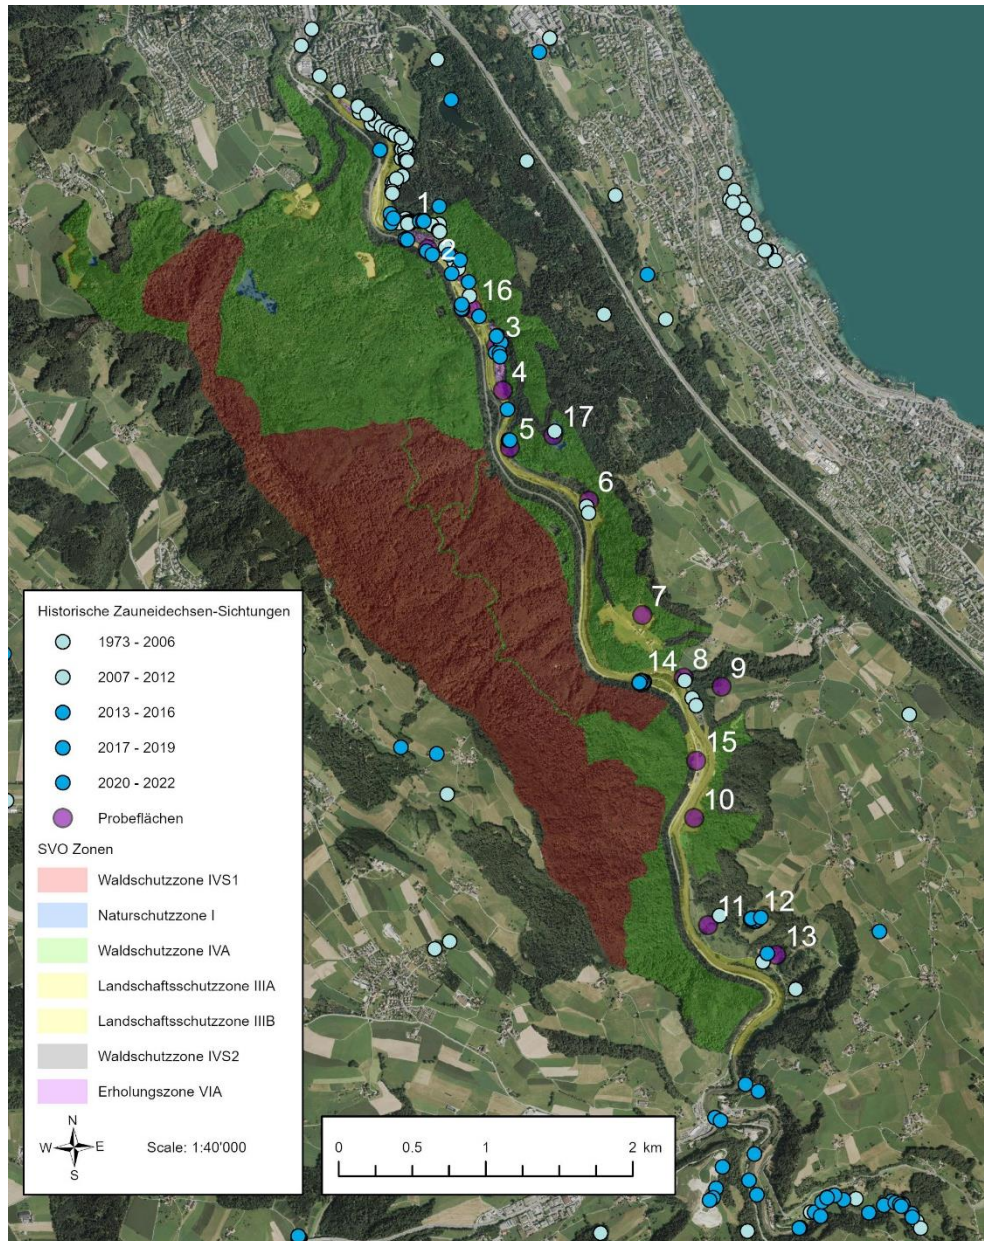 1
2
16
3
4
17
5
6
7
14
8
9
15
10
11
12
13
Historische Zauneidechsen-Sichtungen
1973 - 2006
2007 - 2012
2013 - 2016
2017 - 2019
2020 - 2022
Probeflächen
SVO Zonen
Waldschutzzone IVS1
Naturschutzzone I
Waldschutzzone IVA
Landschaftsschutzzone IIIA
Landschaftsschutzzone IIIB
Waldschutzzone IVS2
Erholungszone VIA
N
W E
S
Scale: 1:40'000
0 0.5 1 2 km